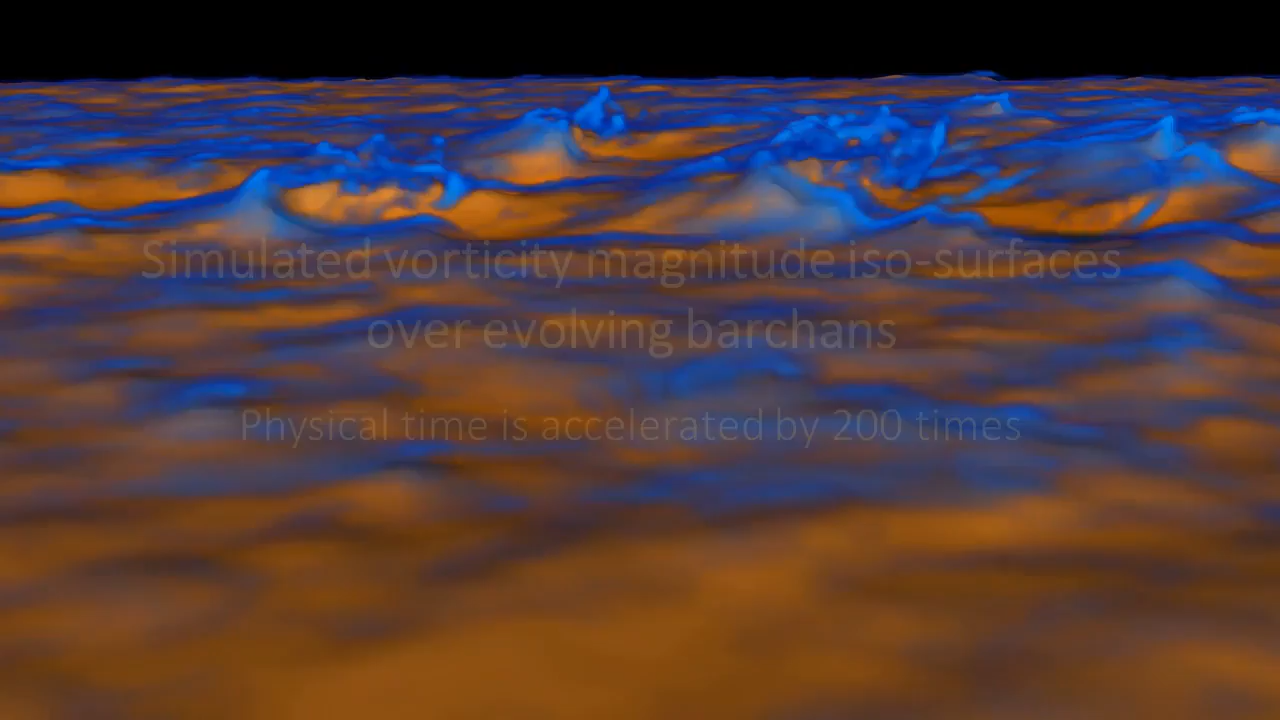 Simulated vorticity magnitude iso-surfaces
over evolving barchans
Physical time is accelerated by 200 times